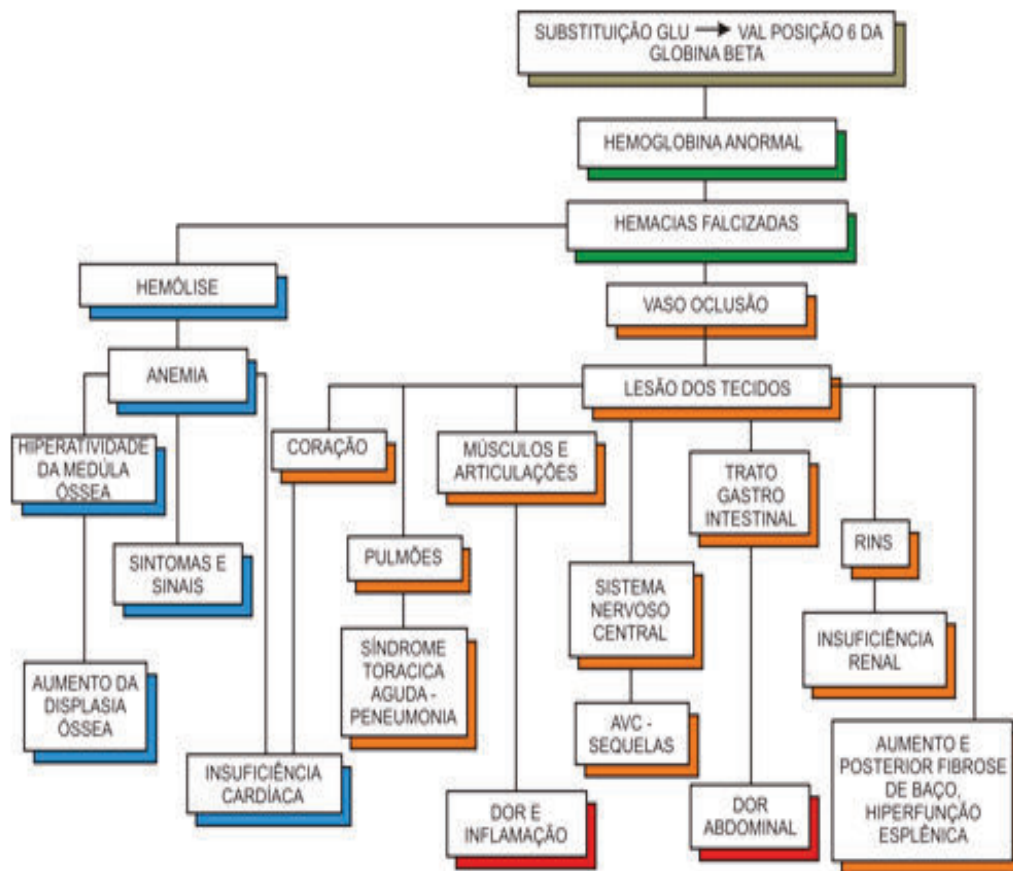 SUBSTITUIÇÃO GLU → VAL POSIÇÃO 6 DA
GLOBINA BETA
HEMOGLOBINA ANORMAL
HEMACIAS FALCIZADAS
HEMÓLISE
VASO OCLUSÃO
ANEMIA
LESÃO DOS TECIDOS
HIPERATIVIDADE
DA MEDÚLA
ÓSSEA
CORAÇÃO
MÚSCULOS E
ARTICULAÇÕES
TRATO
GASTRO
INTESTINAL
SINTOMAS E
SINAIS
PULMÕES
SISTEMA
NERVOSO
CENTRAL
RINS
SÍNDROME
TORACICA
AGUDA -
PENEUMONIA
INSUFICIÊNCIA
RENAL
AUMENTO DA
DISPLASIA
ÓSSEA
AVC -
SEQUELAS
INSUFICIÊNCIA
CARDÍACA
DOR E
INFLAMAÇÃO
DOR
ABDOMINAL
AUMENTO E
POSTERIOR FIBROSE
DE BAÇO,
HIPERFUNÇÃO
ESPLÊNICA